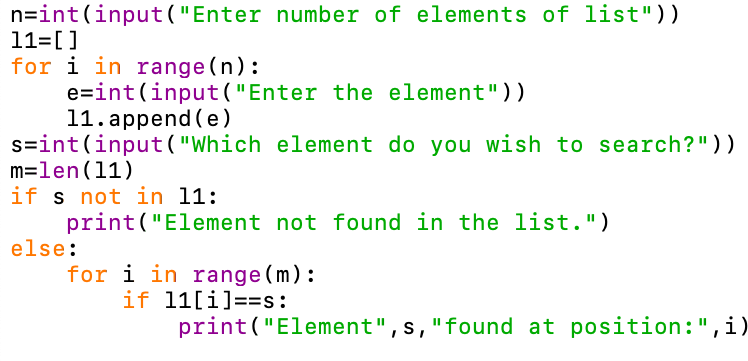 n=int(input("Enter number of elements of list"))
l1=[]
for i in range(n):
    e=int(input("Enter the element"))
    l1.append(e)
s=int(input("Which element do you wish to search?"))
m=len(l1)
if s not in l1:
    print("Element not found in the list.")
else:
    for i in range(m):
        if l1[i]==s:
            print("Element",s,"found at position:",i)